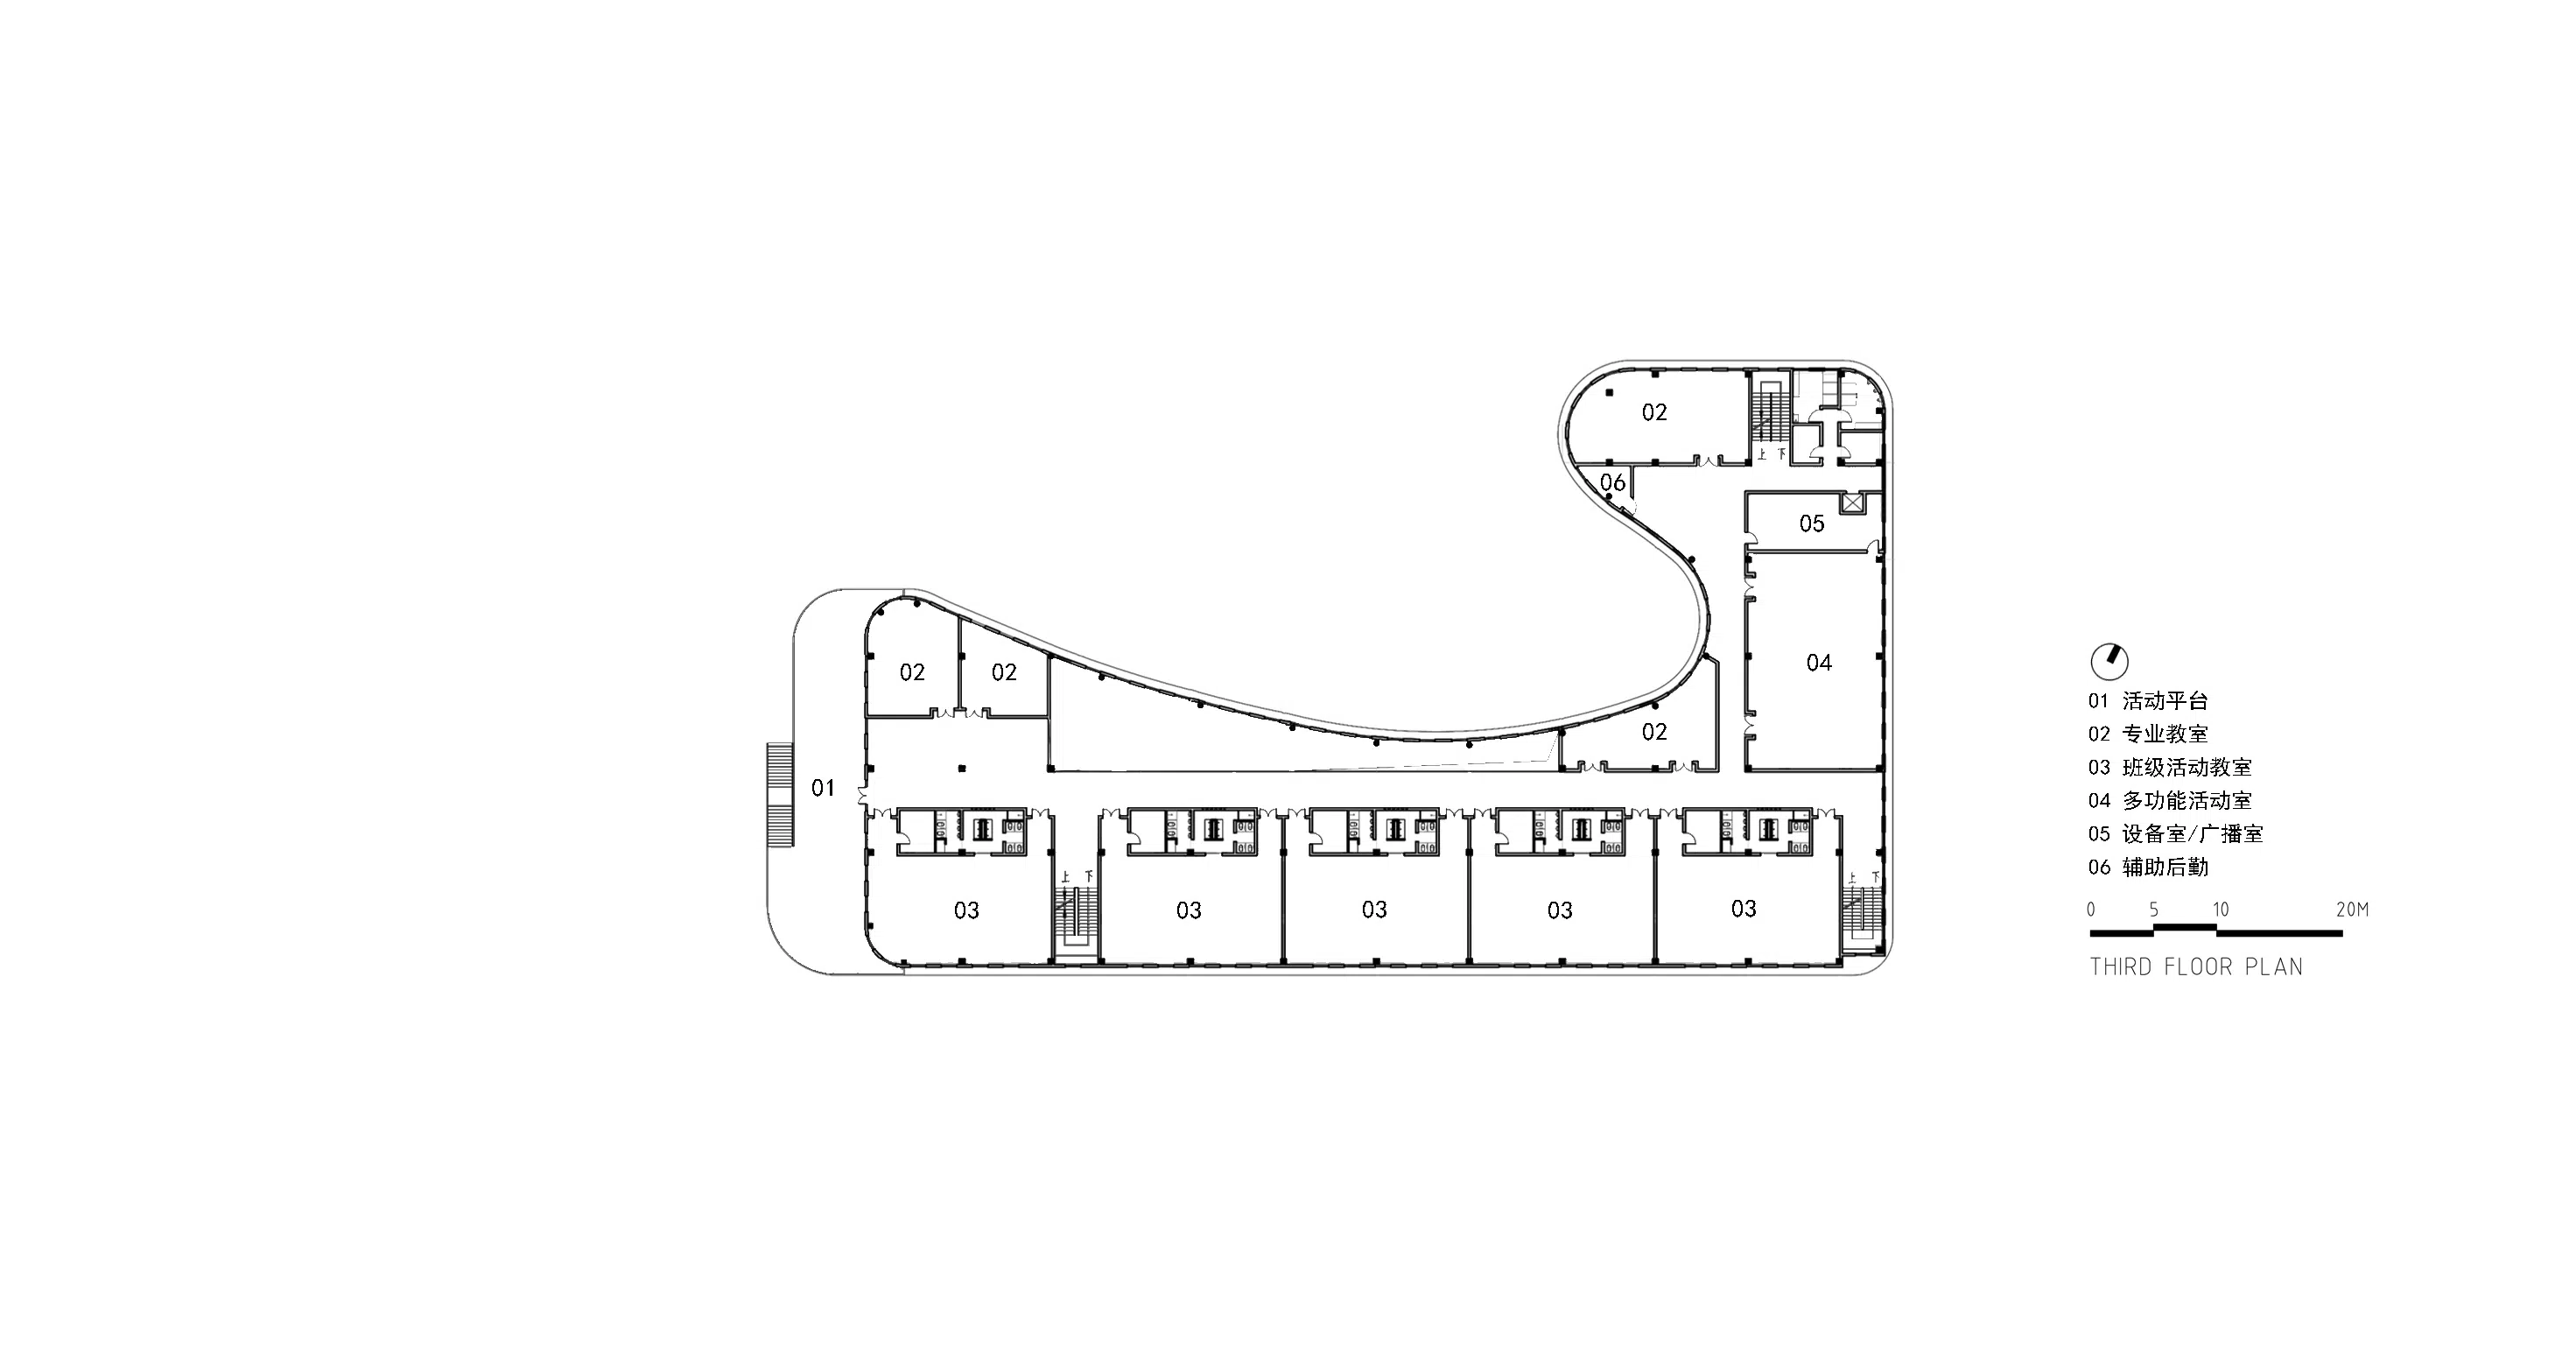 02
上 下
06
05
04
02
02
02
01
上 下
上 下
03
03
03
03
03
01 活动平台
02 专业教室
03 班级活动教室
04 多功能活动室
05 设备室/广播室
06 辅助后勤
0 5 10 20M
THIRD FLOOR PLAN